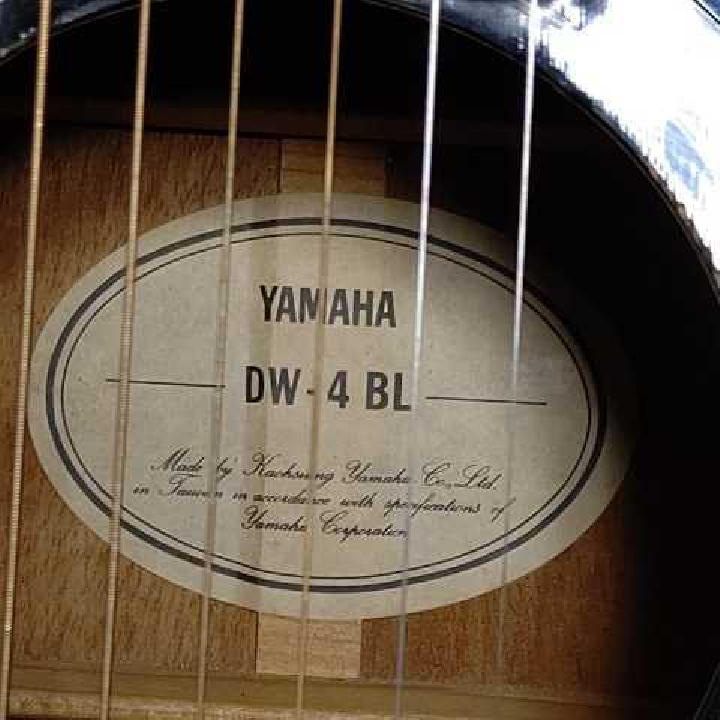 YAMAHA
DW-4 BL
Made by Kaohsiung Yamaha Co., Ltd.
in Taiwan in accordance with specifications of
Yamaha Corporation